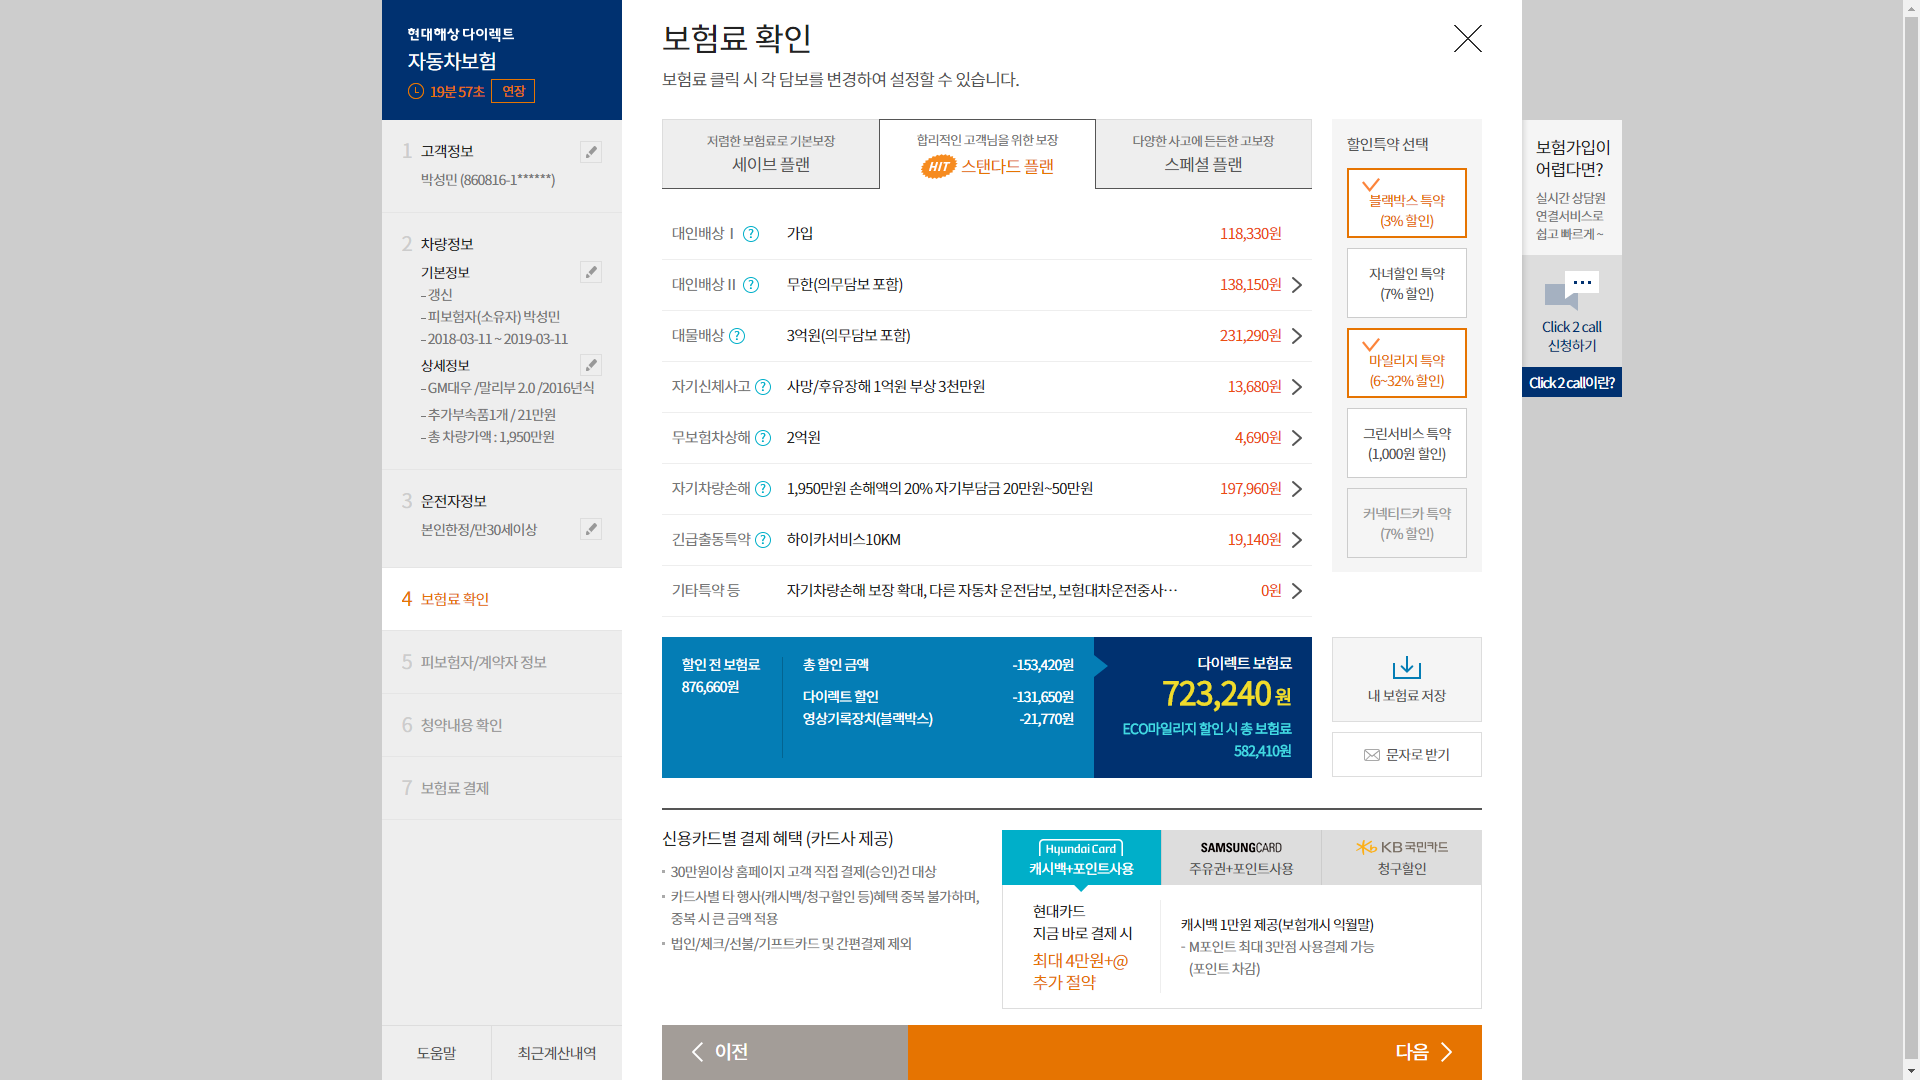 현대해상 다이렉트
자동차보험
19분 57초 연장
1 고객정보
박성민 (860816-1******)
2 차량정보
기본정보
- 갱신
- 피보험자(소유자) 박성민
- 2018-03-11 ~ 2019-03-11
상세정보
- GM대우 /말리부 2.0 /2016년식
- 추가부속품1개 / 21만원
- 총 차량가액 : 1,950만원
3 운전자정보
본인한정/만30세이상
4 보험료 확인
5 피보험자/계약자 정보
6 청약내용 확인
7 보험료 결제
도움말
최근계산내역
보험료 확인
보험료 클릭 시 각 담보를 변경하여 설정할 수 있습니다.
저렴한 보험료로 기본보장
세이브 플랜
합리적인 고객님을 위한 보장
HIT 스탠다드 플랜
다양한 사고에 든든한 고보장
스페셜 플랜
대인배상Ⅰ ? 가입 118,330원
대인배상Ⅱ ? 무한(의무담보 포함) 138,150원
대물배상 ? 3억원(의무담보 포함) 231,290원
자기신체사고 ? 사망/후유장해 1억원 부상 3천만원 13,680원
무보험차상해 ? 2억원 4,690원
자기차량손해 ? 1,950만원 손해액의 20% 자기부담금 20만원~50만원 197,960원
긴급출동특약 ? 하이카서비스10KM 19,140원
기타특약 등 자기차량손해 보장 확대, 다른 자동차 운전담보, 보험대차운전중사… 0원
할인특약 선택
블랙박스 특약
(3% 할인)
자녀할인 특약
(7% 할인)
마일리지 특약
(6~32% 할인)
그린서비스 특약
(1,000원 할인)
커넥티드카 특약
(7% 할인)
할인 전 보험료
876,660원
총 할인 금액 -153,420원
다이렉트 할인 -131,650원
영상기록장치(블랙박스) -21,770원
다이렉트 보험료
723,240 원
ECO마일리지 할인 시 총 보험료
582,410원
내 보험료 저장
문자로 받기
신용카드별 결제 혜택 (카드사 제공)
30만원이상 홈페이지 고객 직접 결제(승인)건 대상
카드사별 타 행사(캐시백/청구할인 등)혜택 중복 불가하며,
중복 시 큰 금액 적용
법인/체크/선불/기프트카드 및 간편결제 제외
Hyundai Card
캐시백+포인트사용
SAMSUNG CARD
주유권+포인트사용
KB국민카드
청구할인
현대카드
지금 바로 결제 시
최대 4만원+@
추가 절약
캐시백 1만원 제공(보험개시 익월말)
- M포인트 최대 3만점 사용결제 가능
(포인트 차감)
이전
다음
보험가입이
어렵다면?
실시간 상담원
연결서비스로
쉽고 빠르게 ~
Click 2 call
신청하기
Click 2 call이란?